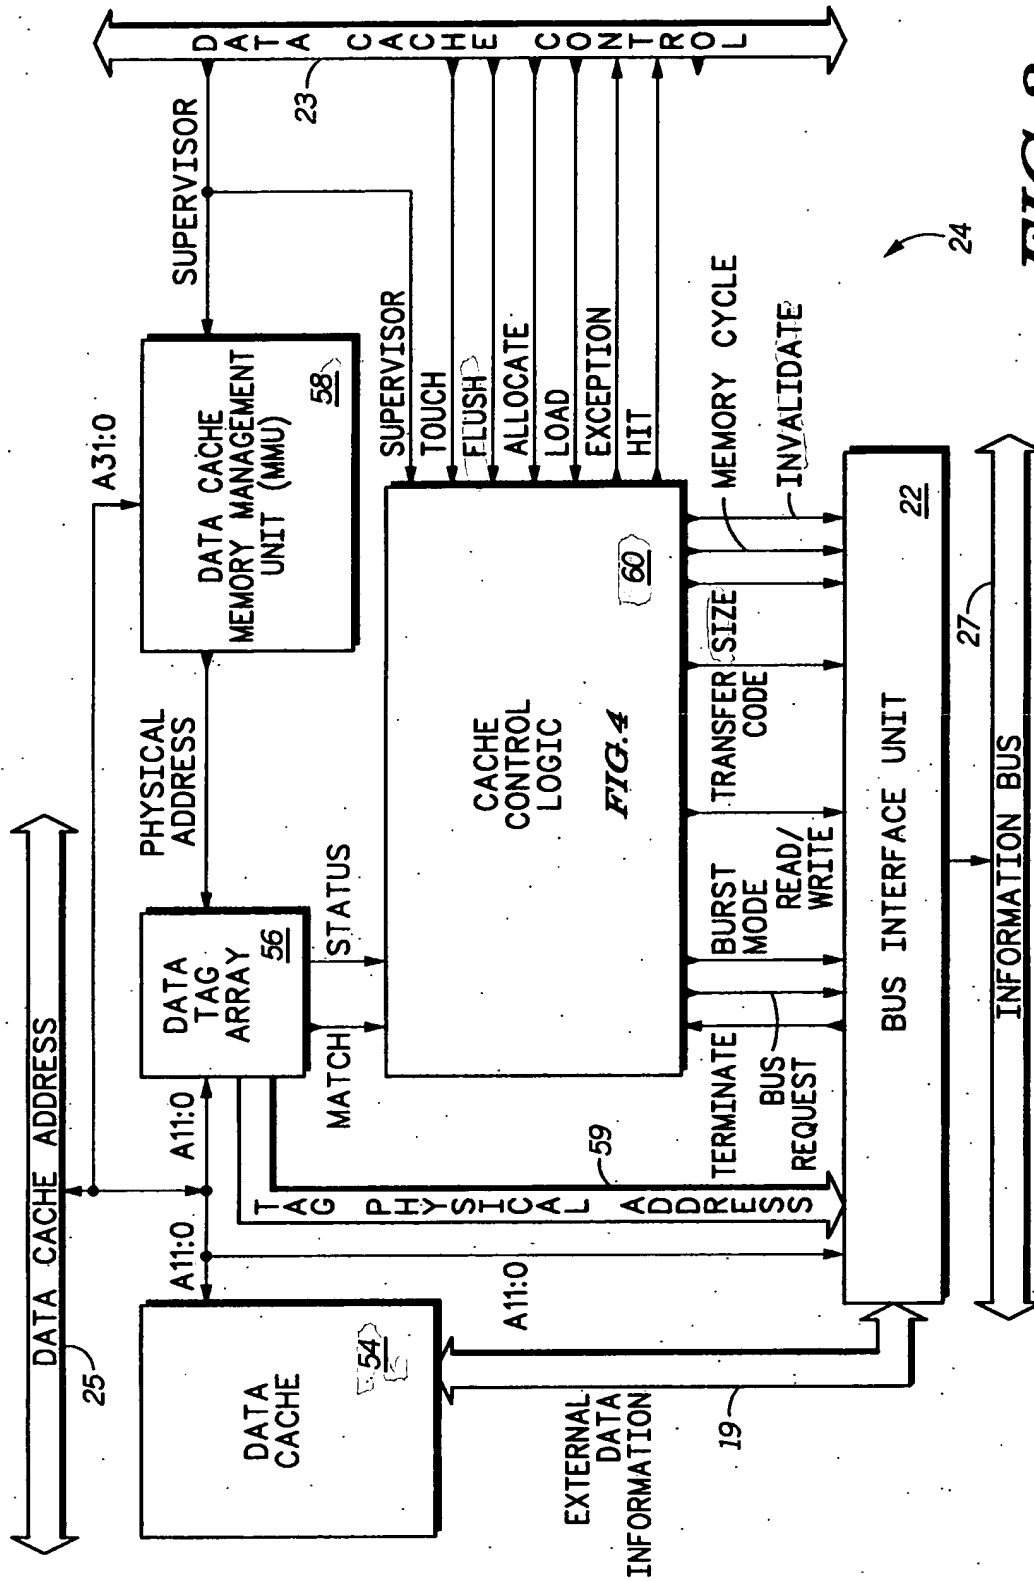 DATA CACHE ADDRESS
25
A31:0
SUPERVISOR
DATA CACHE CONTROL
23
DATA
CACHE
54
A11:0
A11:0
DATA
TAG
ARRAY
56
PHYSICAL
ADDRESS
DATA CACHE
MEMORY MANAGEMENT
UNIT (MMU)
58
MATCH
STATUS
SUPERVISOR
TOUCH
FLUSH
ALLOCATE
LOAD
EXCEPTION
HIT
TAG PHYSICAL ADDRESS
59
CACHE
CONTROL
LOGIC
FIG.4
60
A11:0
EXTERNAL
DATA
INFORMATION
19
TERMINATE
BUS
REQUEST
BURST
MODE
READ/
WRITE
TRANSFER SIZE
CODE
MEMORY CYCLE
INVALIDATE
24
BUS INTERFACE UNIT
22
INFORMATION BUS
27
FIG.